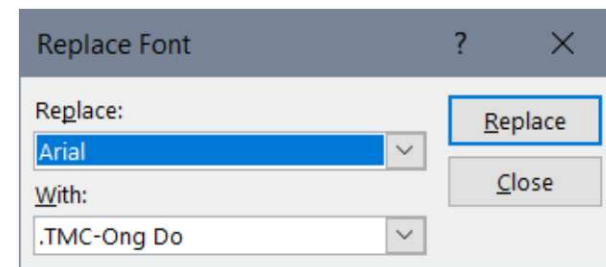 Replace Font ? ×
Replace:
Replace
Arial
Close
With:
.TMC-Ong Do